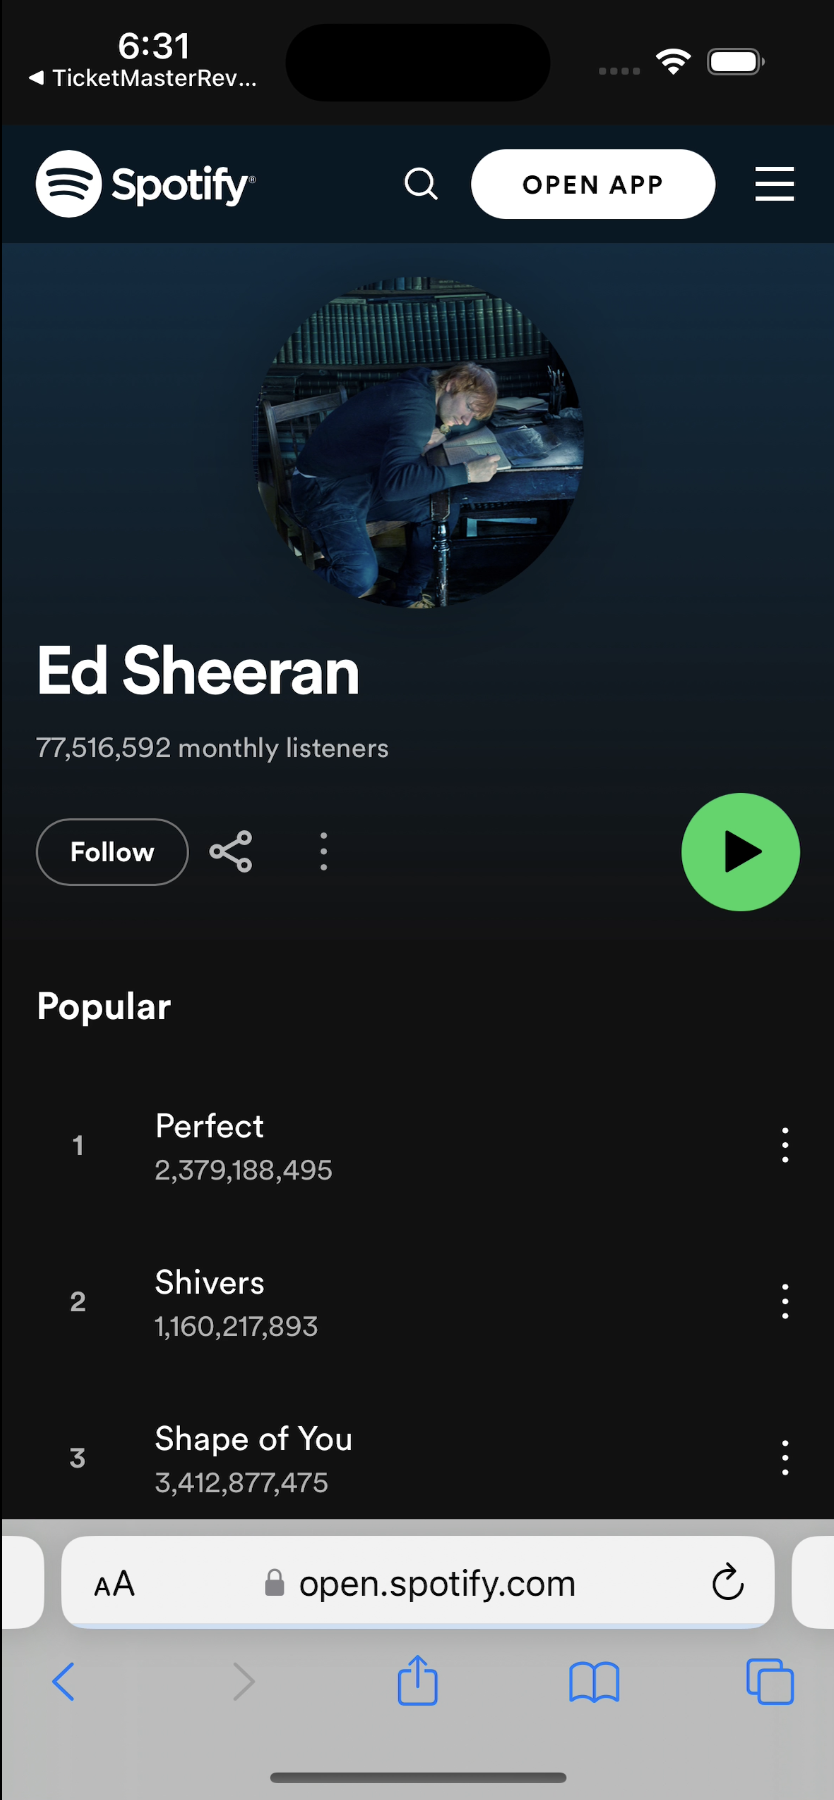 6:31
◀ TicketMasterRev...
Spotify®
OPEN APP
Ed Sheeran
77,516,592 monthly listeners
Follow
Popular
1
Perfect
2,379,188,495
2
Shivers
1,160,217,893
3
Shape of You
3,412,877,475
AA
open.spotify.com